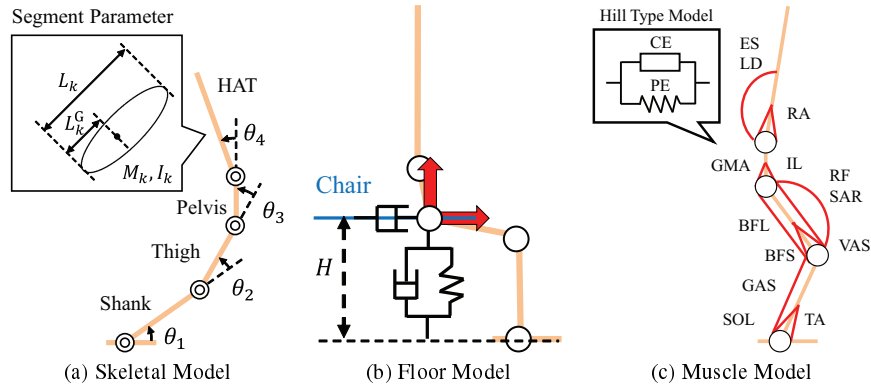 Segment Parameter
L_k
L_k^G
M_k, I_k
HAT
θ_4
Pelvis
θ_3
Thigh
θ_2
Shank
θ_1
(a) Skeletal Model
Chair
H
(b) Floor Model
Hill Type Model
CE
PE
ES
LD
RA
GMA
IL
RF
SAR
BFL
BFS
VAS
GAS
SOL
TA
(c) Muscle Model